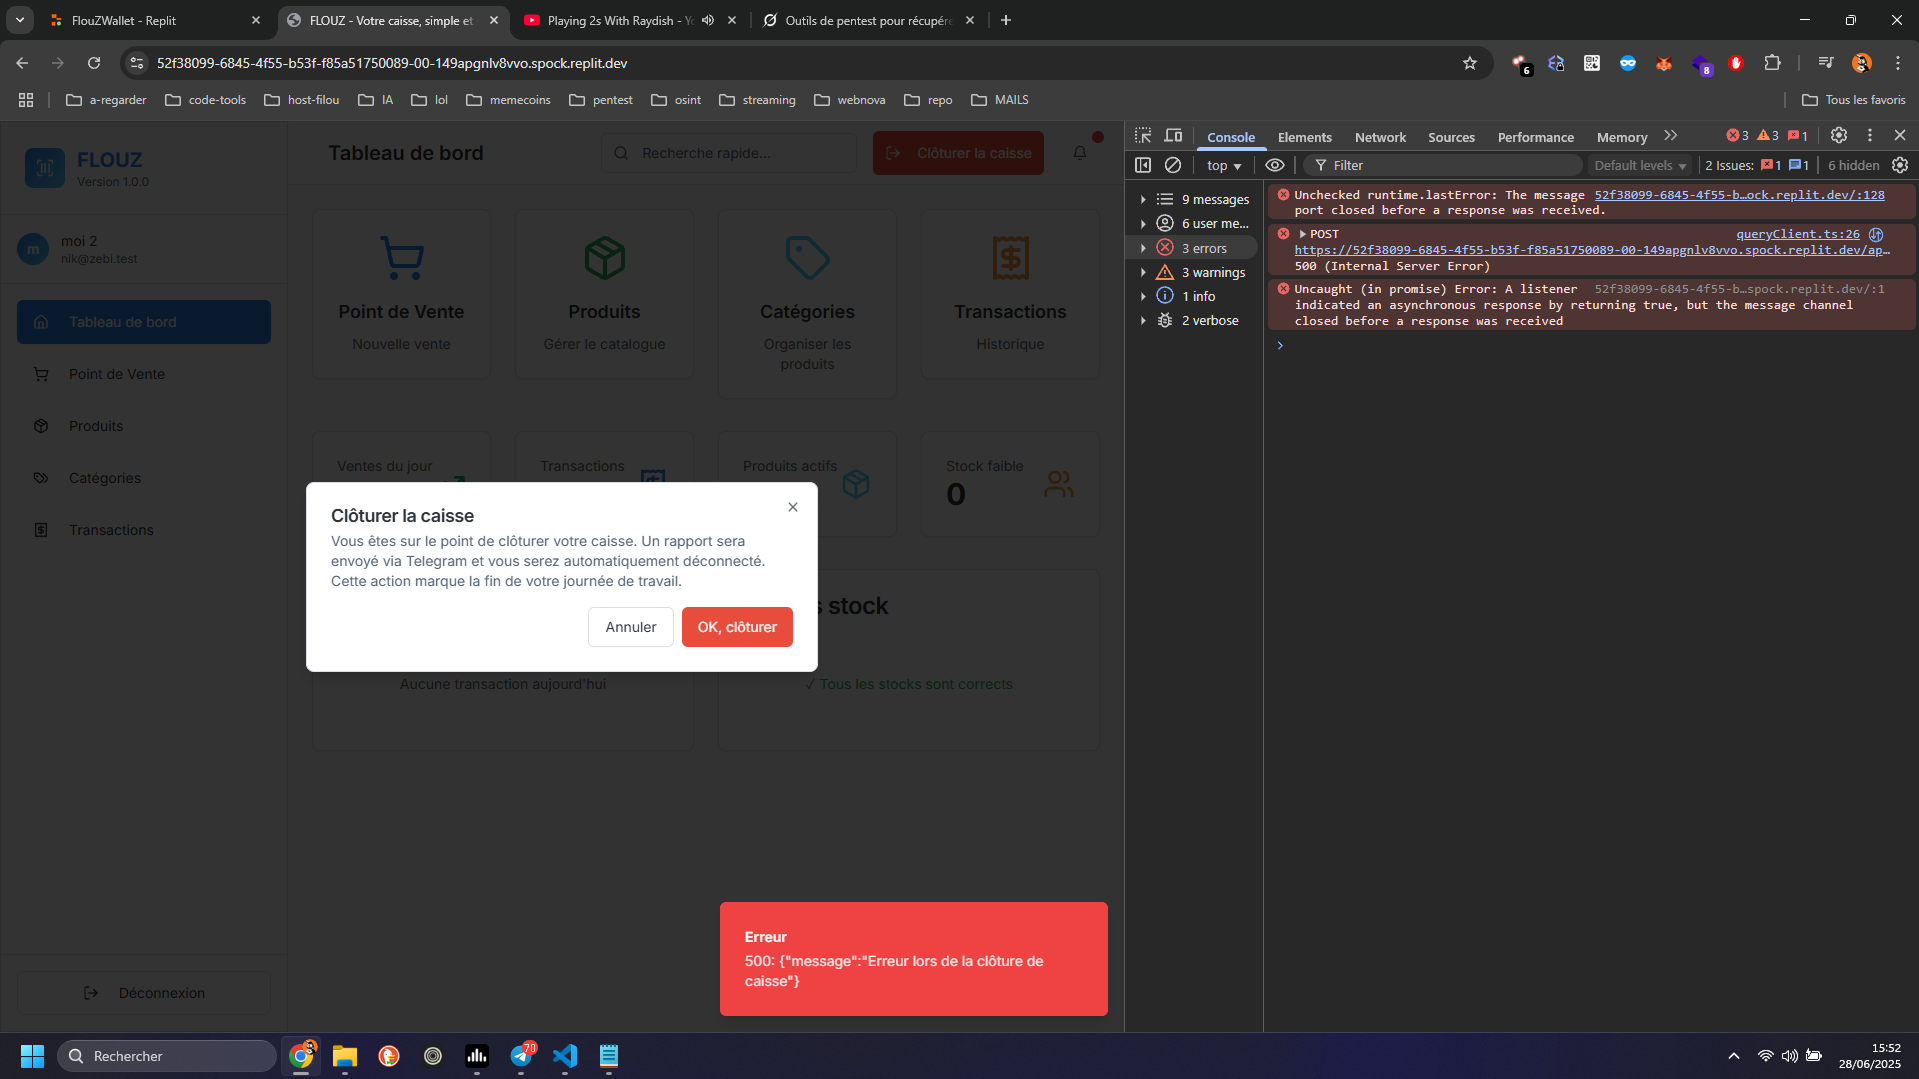 FlouZWallet - Replit
FLOUZ - Votre caisse, simple et
Playing 2s With Raydish - Yo
Outils de pentest pour récupére
52f38099-6845-4f55-b53f-f85a51750089-00-149apgnlv8vvo.spock.replit.dev
6
8
a-regarder
code-tools
host-filou
IA
lol
memecoins
pentest
osint
streaming
webnova
repo
MAILS
Tous les favoris
FLOUZ
Version 1.0.0
m
moi 2
nik@zebi.test
Tableau de bord
Point de Vente
Produits
Catégories
Transactions
Déconnexion
Tableau de bord
Recherche rapide...
Clôturer la caisse
Point de Vente
Nouvelle vente
Produits
Gérer le catalogue
Catégories
Organiser les
produits
Transactions
Historique
Ventes du jour
Transactions
Produits actifs
Stock faible
0
Clôturer la caisse
Vous êtes sur le point de clôturer votre caisse. Un rapport sera
envoyé via Telegram et vous serez automatiquement déconnecté.
Cette action marque la fin de votre journée de travail.
Annuler
OK, clôturer
s stock
Aucune transaction aujourd'hui
✓ Tous les stocks sont corrects
Erreur
500: {"message":"Erreur lors de la clôture de
caisse"}
Console
Elements
Network
Sources
Performance
Memory
3
3
1
top
Filter
Default levels
2 Issues:
1
1
6 hidden
9 messages
6 user me...
3 errors
3 warnings
1 info
2 verbose
Unchecked runtime.lastError: The message 52f38099-6845-4f55-b…ock.replit.dev/:128
port closed before a response was received.
POST queryClient.ts:26
https://52f38099-6845-4f55-b53f-f85a51750089-00-149apgnlv8vvo.spock.replit.dev/ap…
500 (Internal Server Error)
Uncaught (in promise) Error: A listener 52f38099-6845-4f55-b…spock.replit.dev/:1
indicated an asynchronous response by returning true, but the message channel
closed before a response was received
Rechercher
70
15:52
28/06/2025